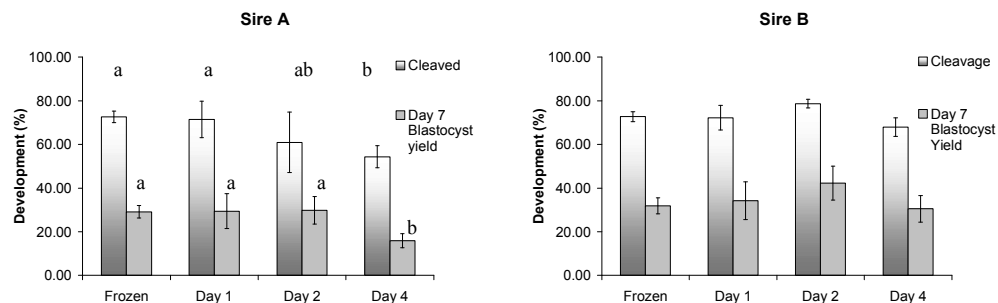 Sire A
Development (%)
100.00
80.00
60.00
40.00
20.00
0.00
a a ab b
a a a b
Cleaved
Day 7
Blastocyst
yield
Frozen Day 1 Day 2 Day 4
Sire B
Development (%)
100.00
80.00
60.00
40.00
20.00
0.00
Cleavage
Day 7
Blastocyst
Yield
Frozen Day 1 Day 2 Day 4